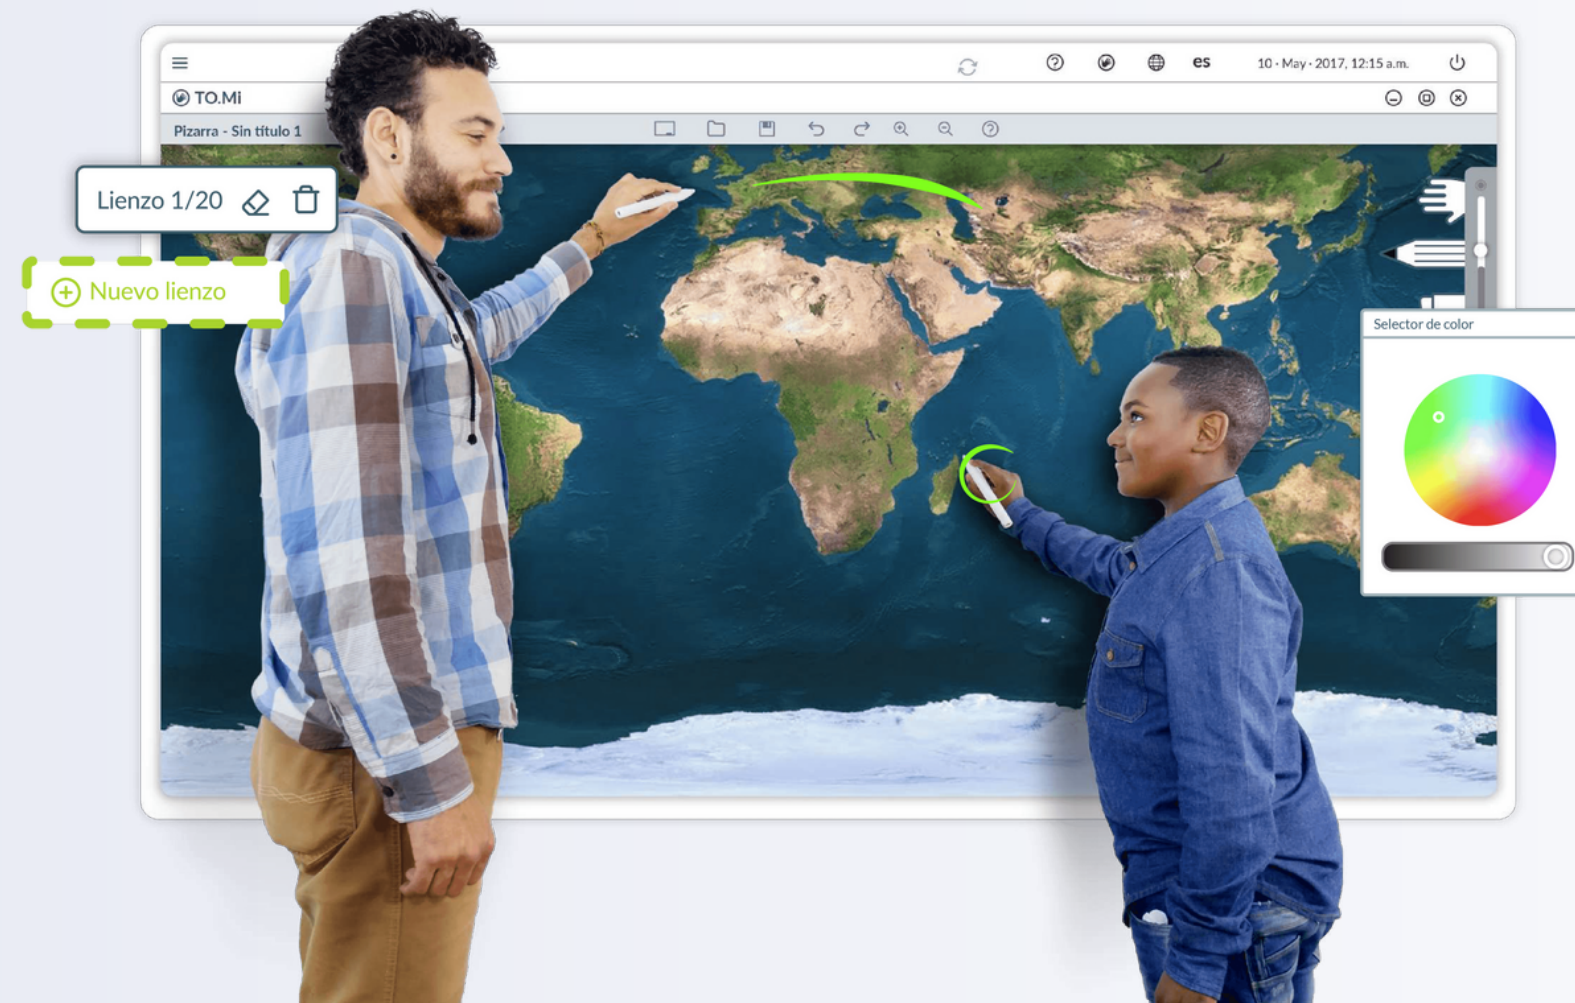 es
10 · May · 2017, 12:15 a.m.
TO.Mi
Pizarra - Sin título 1
Lienzo 1/20
Nuevo lienzo
Selector de color